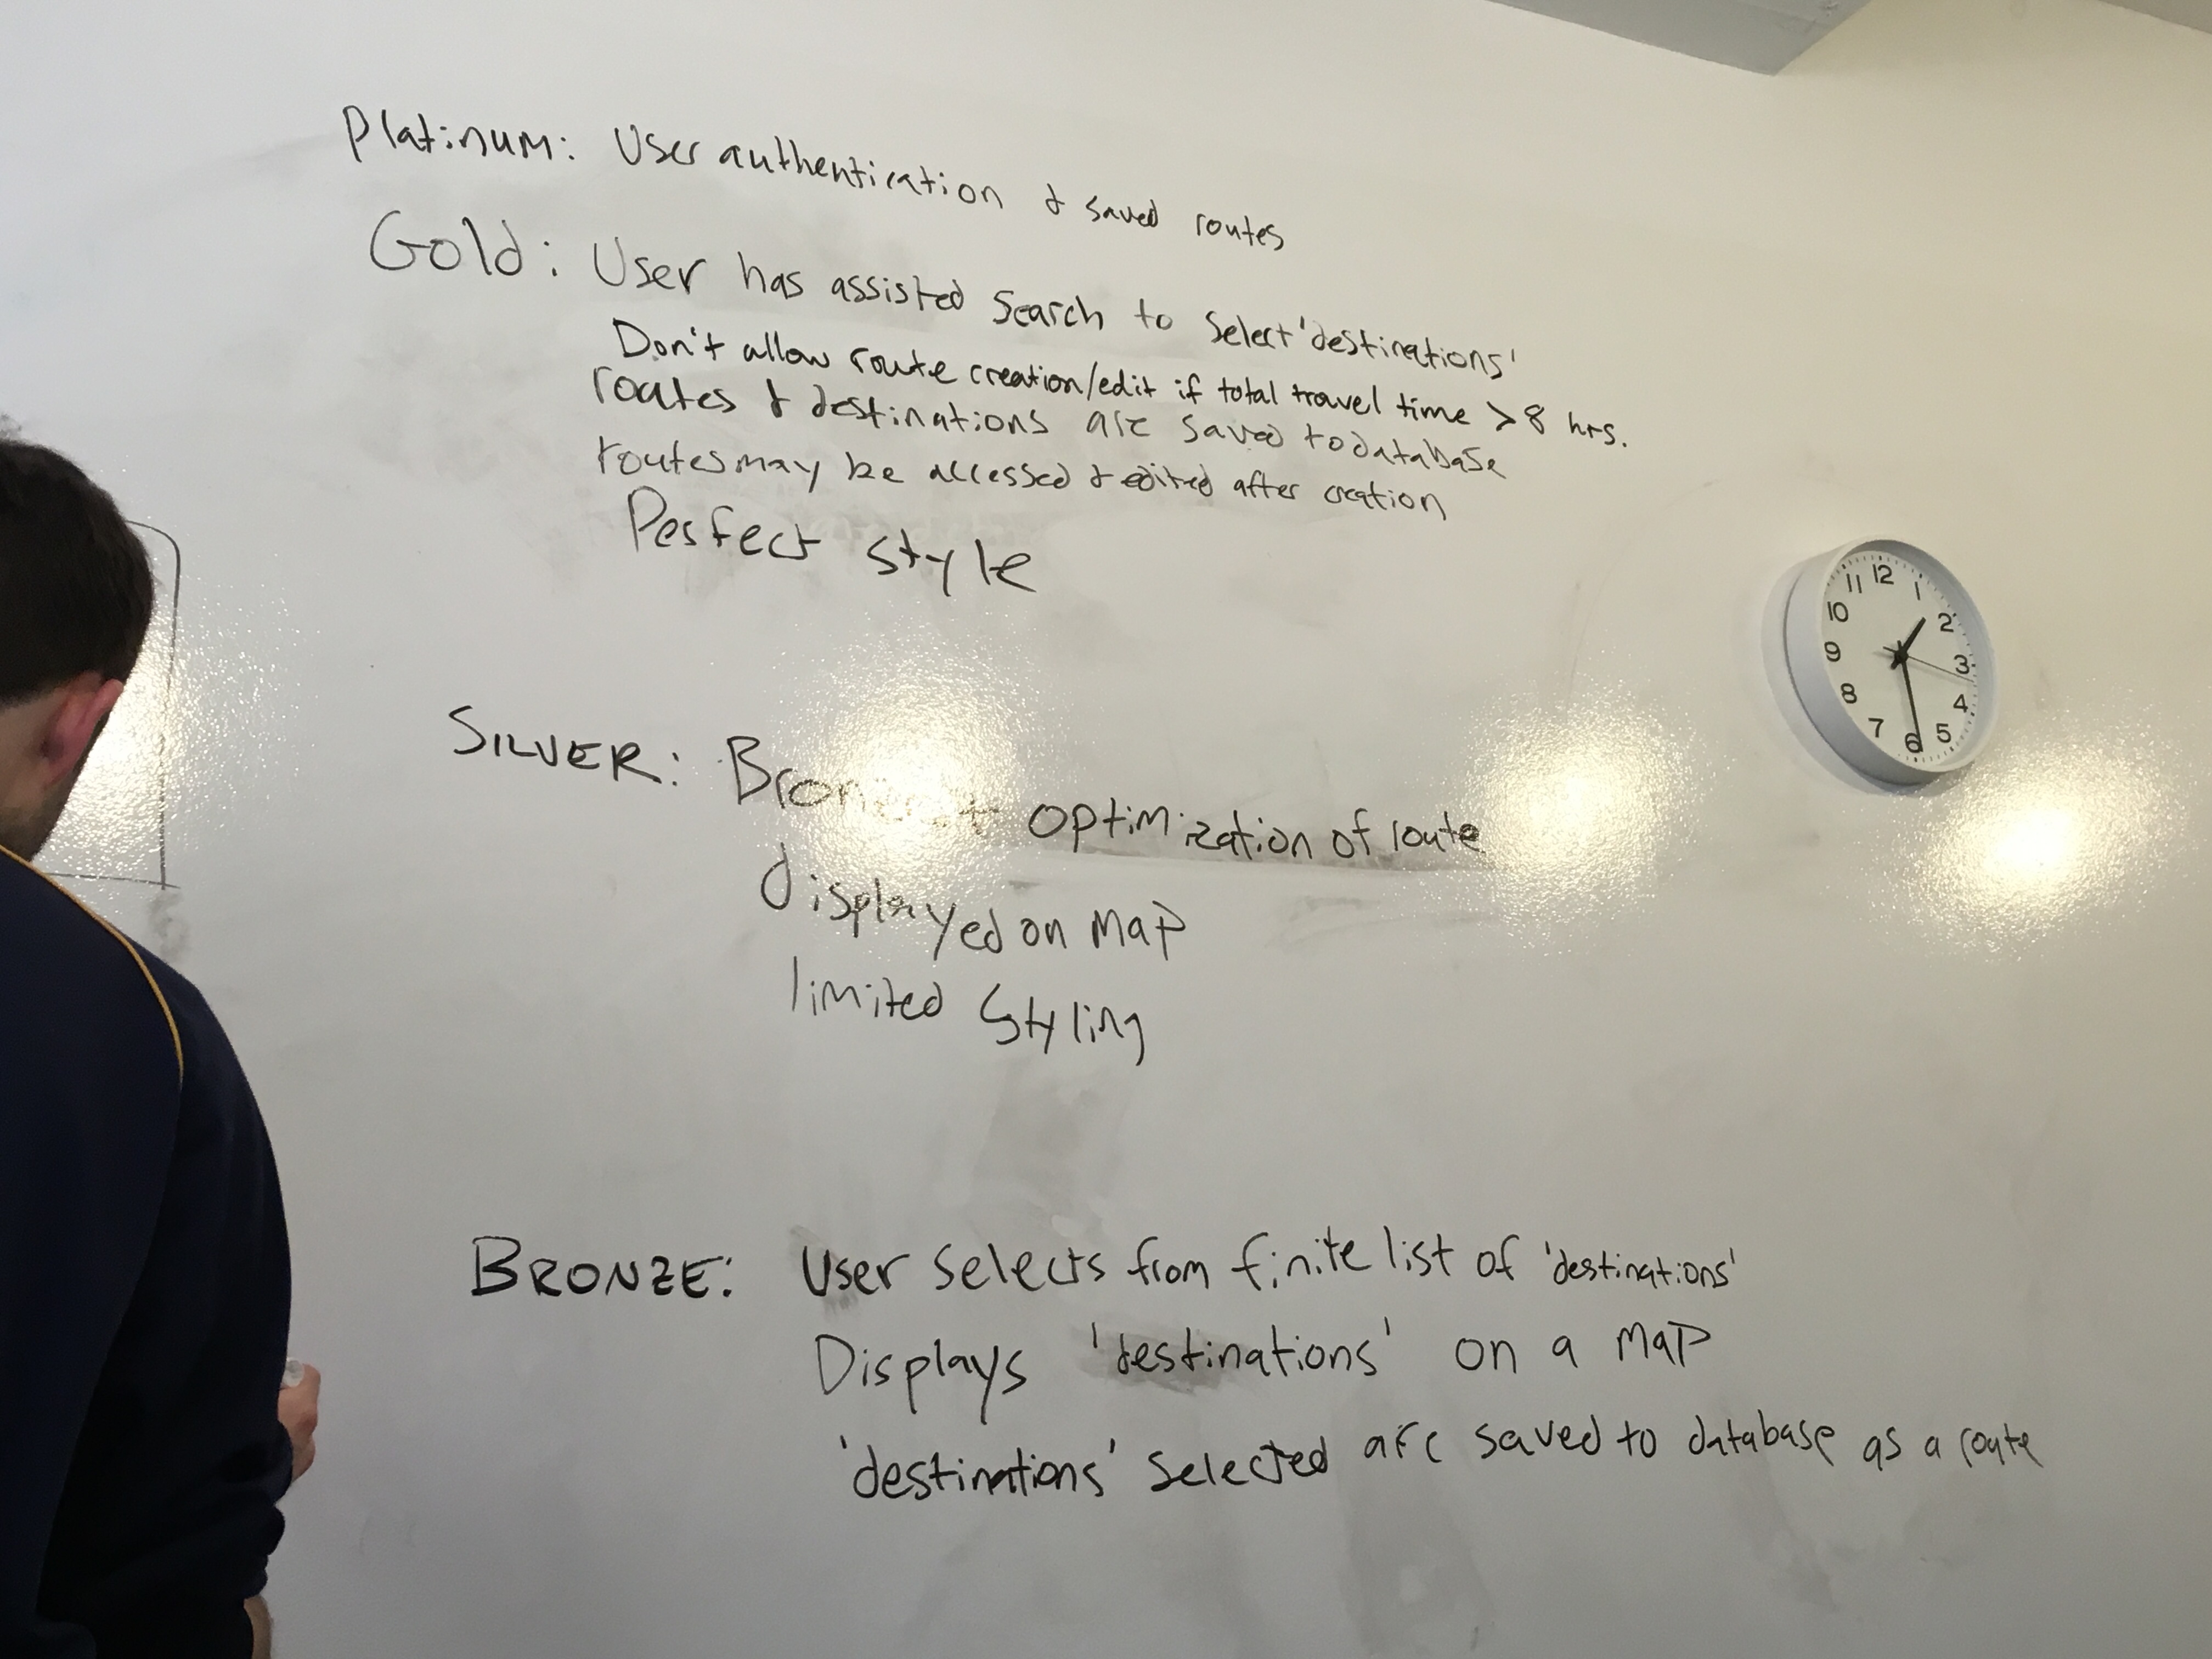 Platinum: User authentication & saved routes
Gold: User has assisted search to select 'destinations'
Don't allow route creation/edit if total travel time > 8 hrs.
routes & destinations are saved to database
routes may be accessed & edited after creation
Perfect style
SILVER: Bronze + optimization of route
displayed on map
limited styling
BRONZE: User selects from finite list of 'destinations'
Displays 'destinations' on a map
'destinations' selected are saved to database as a route
12
1
2
3
4
5
6
7
8
9
10
11